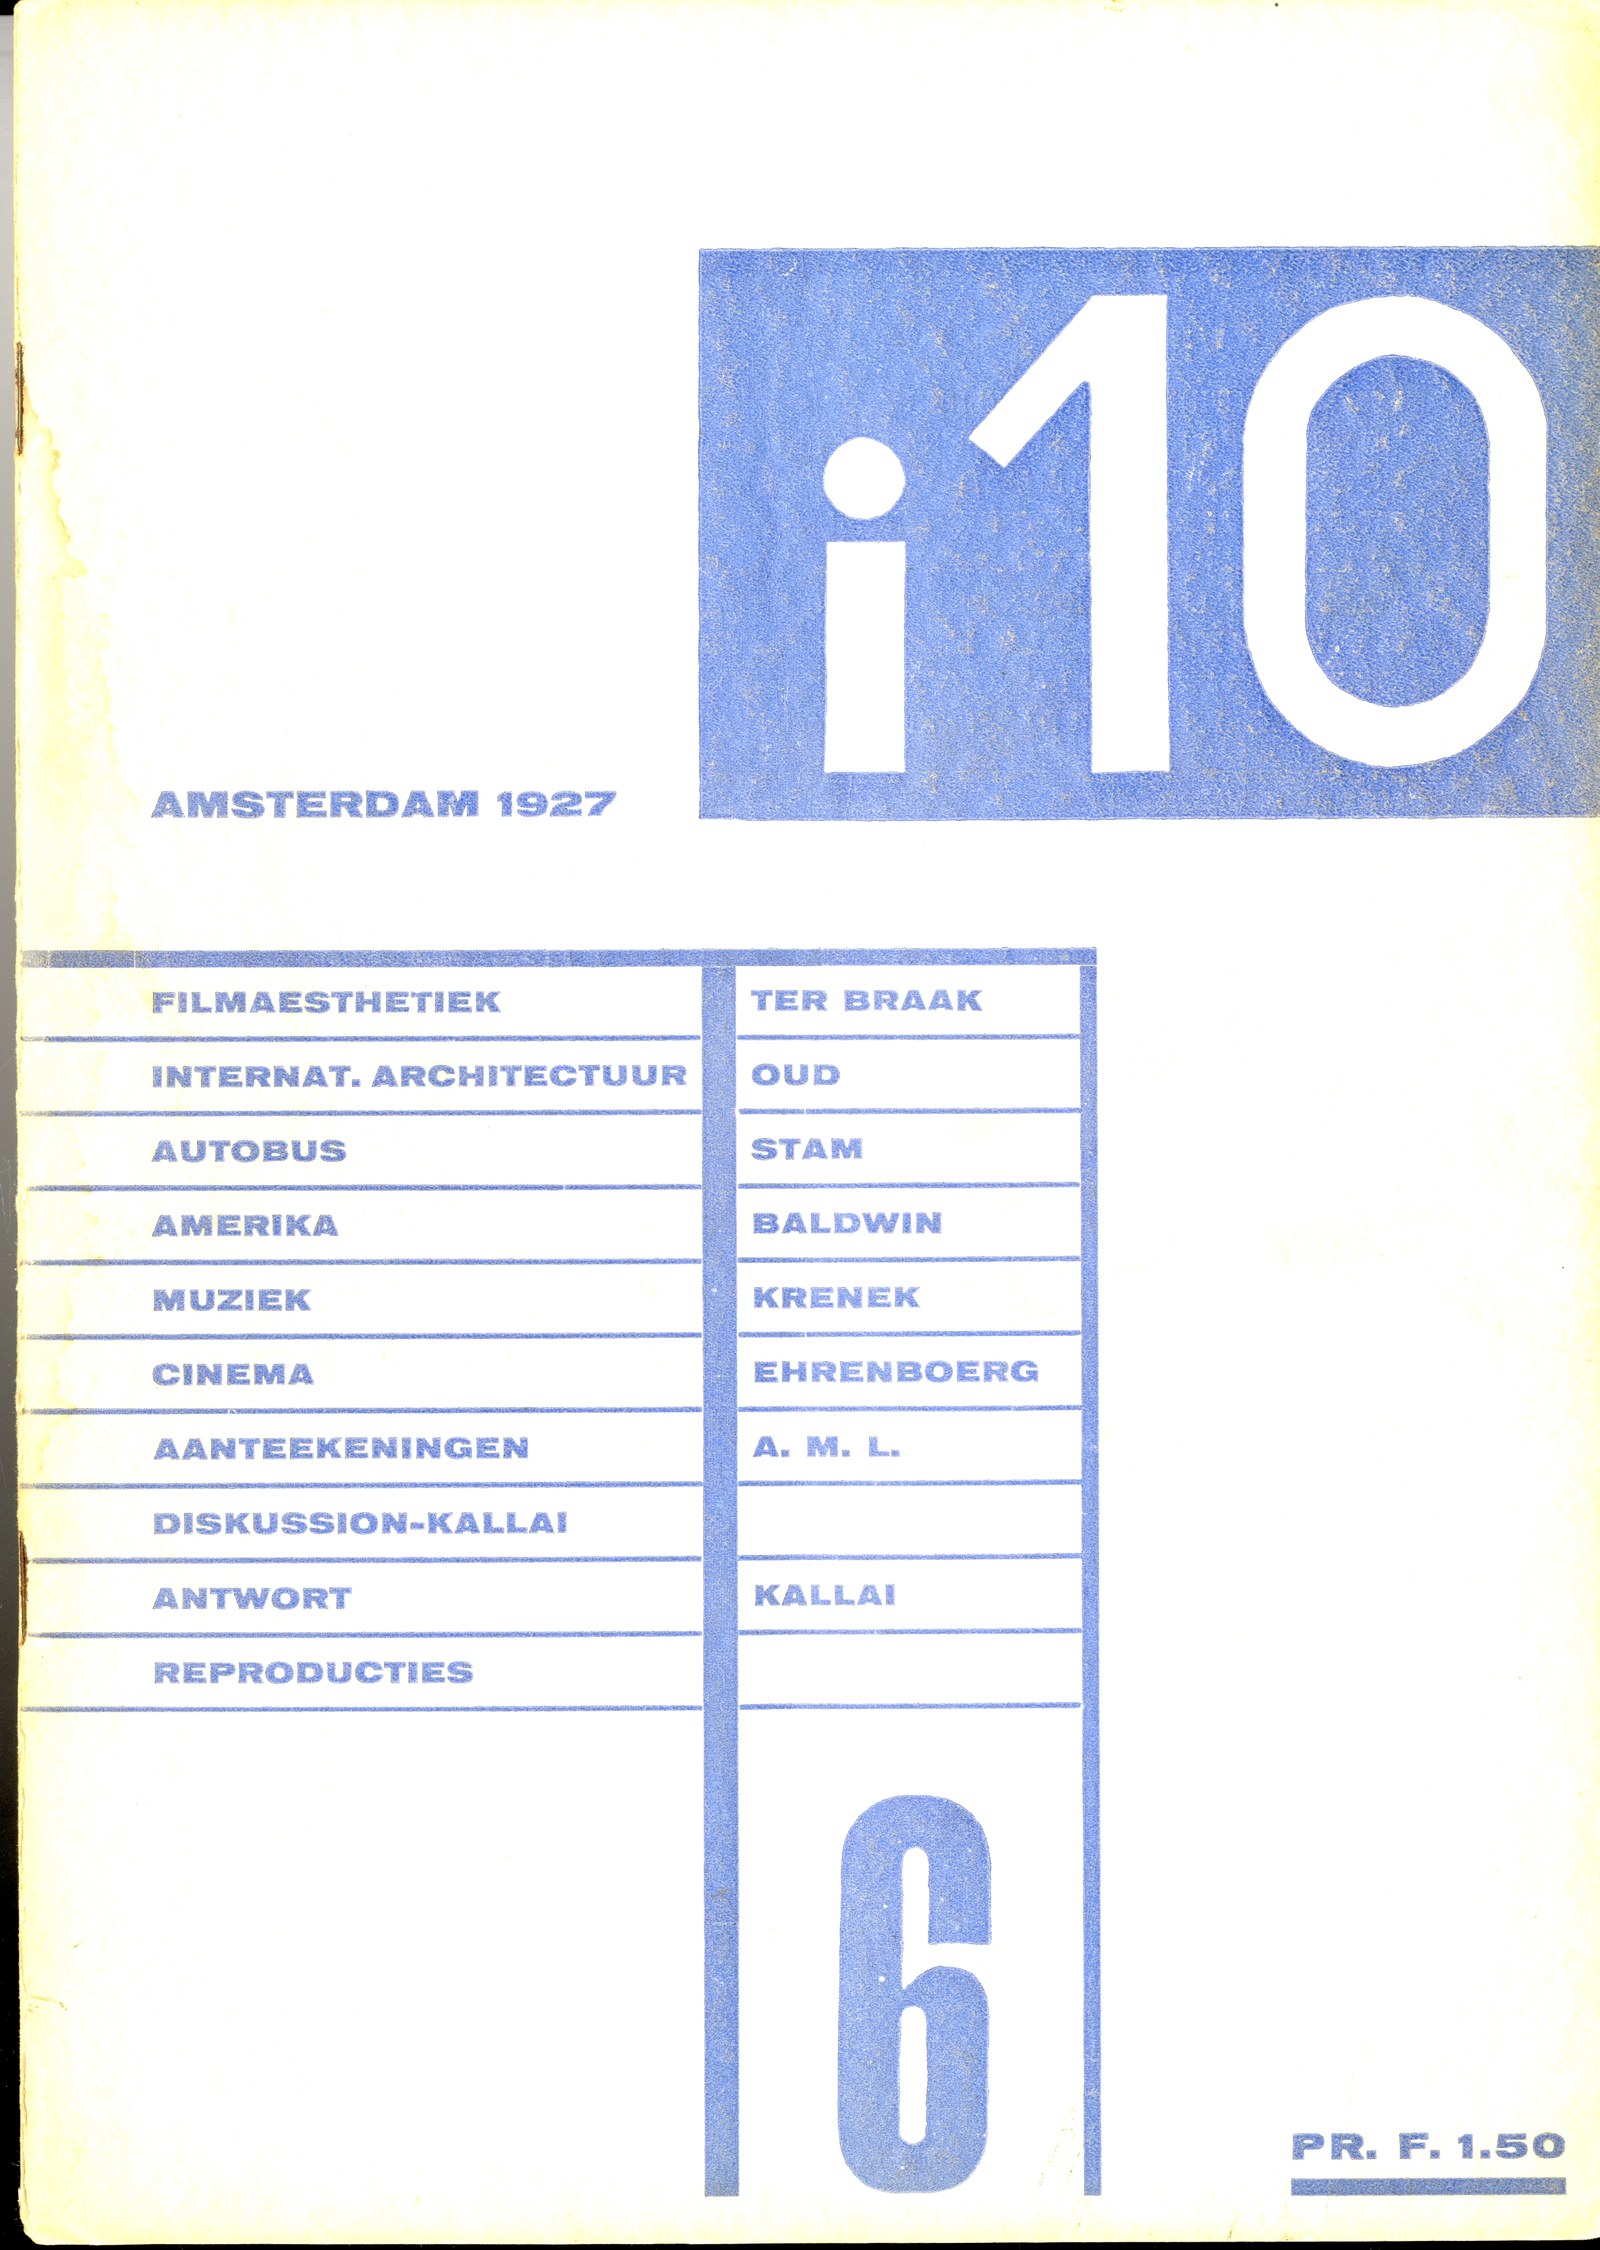 i10
AMSTERDAM 1927
FILMAESTHETIEK TER BRAAK
INTERNAT. ARCHITECTUUR OUD
AUTOBUS STAM
AMERIKA BALDWIN
MUZIEK KRENEK
CINEMA EHRENBOERG
AANTEEKENINGEN A. M. L.
DISKUSSION-KALLAI
ANTWORT KALLAI
REPRODUCTIES
6
PR. F. 1.50